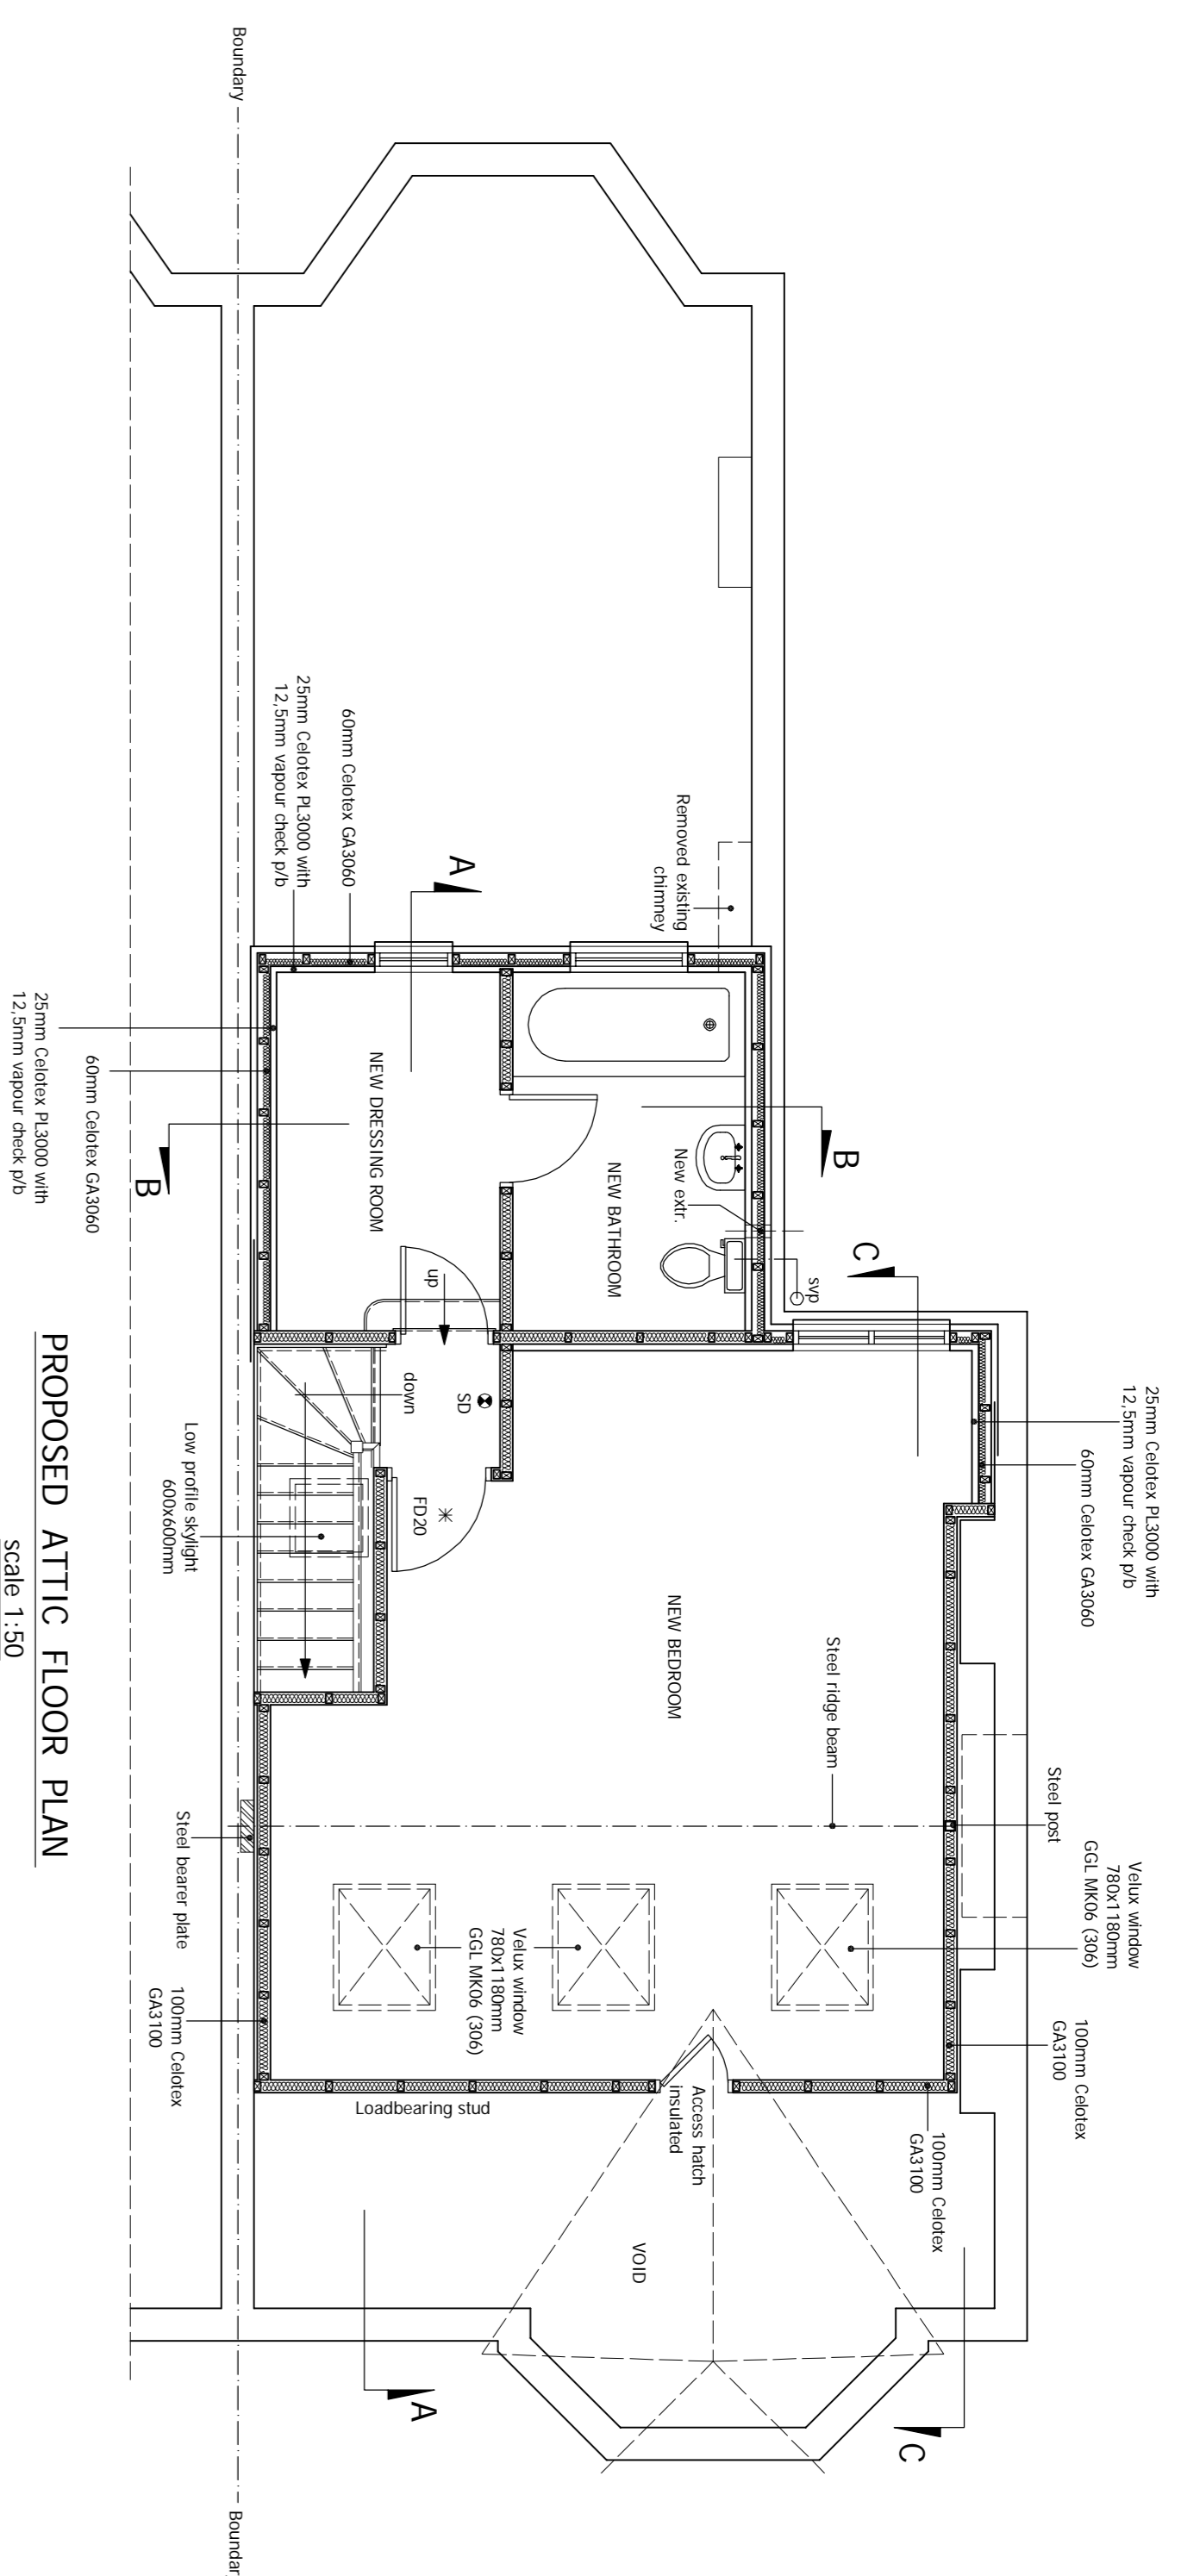 25mm Celotex PL3000 with
12,5mm vapour check p/b
60mm Celotex GA3060
Steel post
Velux window
780x1180mm
GGL MK06 (306)
100mm Celotex
GA3100
100mm Celotex
GA3100
C
svp
Steel ridge beam
C
Removed existing
chimney
B
New extr.
NEW BATHROOM
NEW BEDROOM
Access hatch
insulated
VOID
A
60mm Celotex GA3060
25mm Celotex PL3000 with
12,5mm vapour check p/b
NEW DRESSING ROOM
up
down
SD
*
FD20
Velux window
780x1180mm
GGL MK06 (306)
Loadbearing stud
A
Boundary
Boundar
B
Low profile skylight
600x600mm
Steel bearer plate
100mm Celotex
GA3100
60mm Celotex GA3060
25mm Celotex PL3000 with
12,5mm vapour check p/b
PROPOSED ATTIC FLOOR PLAN
scale 1:50